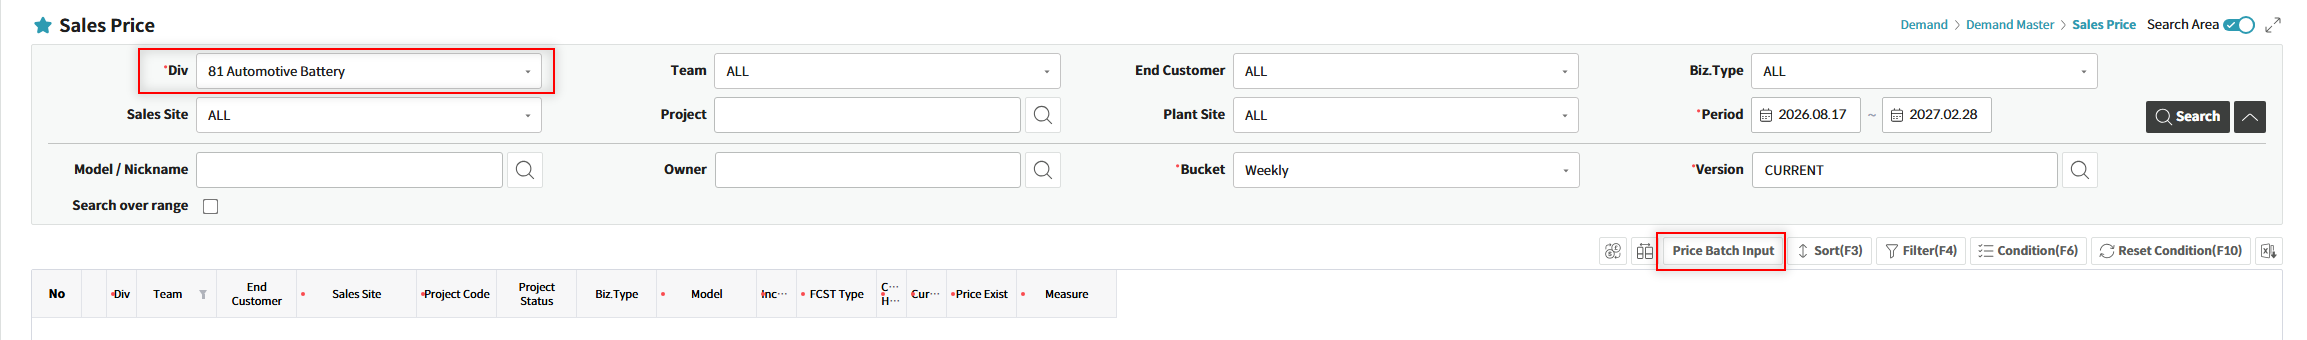 Sales Price
Demand > Demand Master > Sales Price Search Area
*Div 81 Automotive Battery Team ALL End Customer ALL Biz.Type ALL
Sales Site ALL Project Plant Site ALL *Period 2026.08.17 ~ 2027.02.28 Search
Model / Nickname Owner *Bucket Weekly *Version CURRENT
Search over range
Price Batch Input Sort(F3) Filter(F4) Condition(F6) Reset Condition(F10)
No Div Team End Customer Sales Site Project Code Project Status Biz.Type Model Inc··· FCST Type C··· H··· Cur··· Price Exist Measure